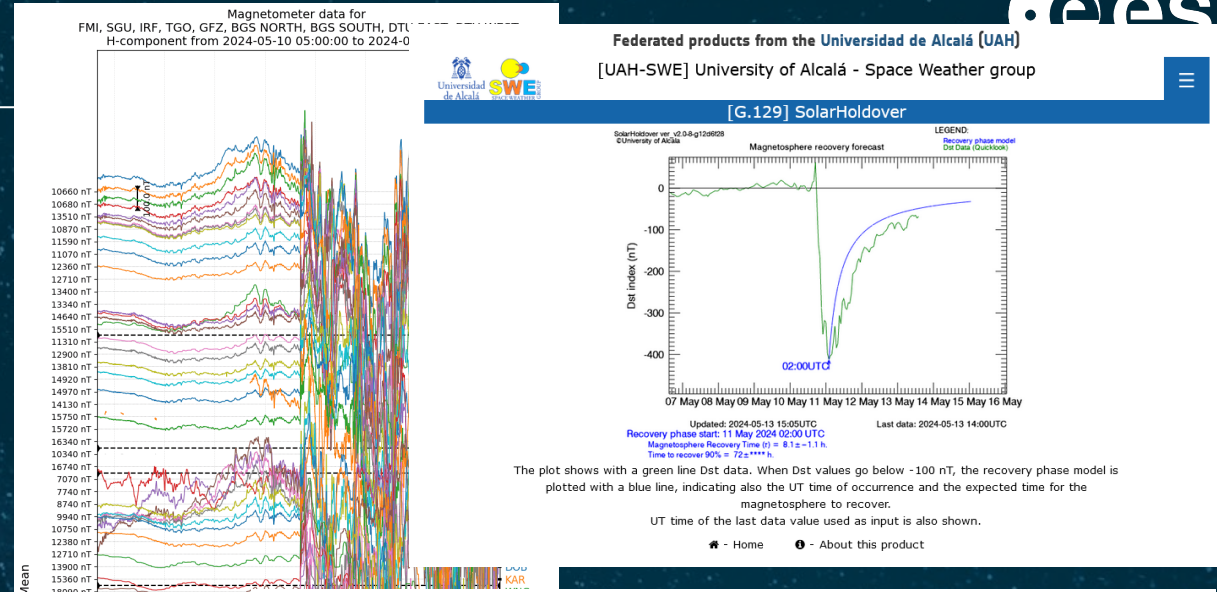 Magnetometer data for
FMI, SGU, IRF, TGO, GFZ, BGS NORTH, BGS SOUTH,
H-component from 2024-05-10 05:00:00 to 2024-0
10660 nT
10680 nT
13510 nT
10870 nT
11590 nT
11070 nT
12360 nT
12710 nT
13400 nT
13340 nT
14640 nT
15510 nT
11310 nT
12900 nT
13810 nT
14920 nT
14970 nT
14130 nT
15750 nT
15720 nT
16340 nT
10340 nT
16740 nT
7070 nT
7740 nT
8740 nT
9940 nT
10750 nT
12380 nT
12710 nT
13900 nT
15360 nT
100.0 nT
Mean
KAR
Federated products from the Universidad de Alcalá (UAH)
Universidad
de Alcalá
SWE
SPACE WEATHER GROUP
[UAH-SWE] University of Alcalá - Space Weather group
[G.129] SolarHoldover
SolarHoldover ver_v2.0-8-g12d6f28
©University of Alcala
LEGEND:
Recovery phase model
Dst Data (Quicklook)
Magnetosphere recovery forecast
Dst index (nT)
0
-100
-200
-300
-400
02:00UTC
07 May 08 May 09 May 10 May 11 May 12 May 13 May 14 May 15 May 16 May
Updated: 2024-05-13 15:05UTC
Last data: 2024-05-13 14:00UTC
Recovery phase start: 11 May 2024 02:00 UTC
Magnetosphere Recovery Time (τ) = 8.1±−1.1 h.
Time to recover 90% = 72±**** h.
The plot shows with a green line Dst data. When Dst values go below -100 nT, the recovery phase model is
plotted with a blue line, indicating also the UT time of occurrence and the expected time for the
magnetosphere to recover.
UT time of the last data value used as input is also shown.
- Home
- About this product